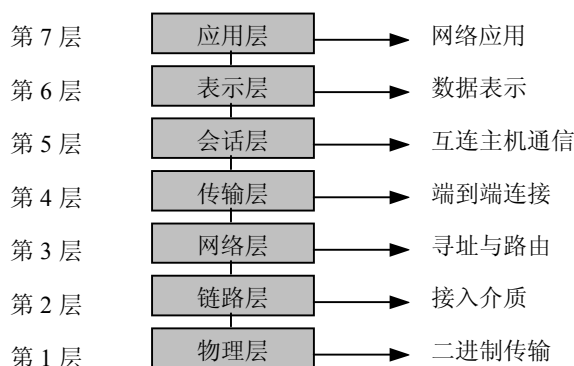 第 7 层 应用层 网络应用
第 6 层 表示层 数据表示
第 5 层 会话层 互连主机通信
第 4 层 传输层 端到端连接
第 3 层 网络层 寻址与路由
第 2 层 链路层 接入介质
第 1 层 物理层 二进制传输